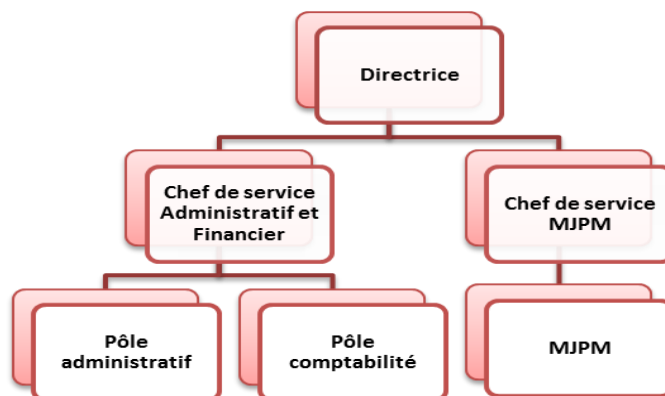 Directrice
Chef de service
Administratif et
Financier
Chef de service
MJPM
Pôle
administratif
Pôle
comptabilité
MJPM